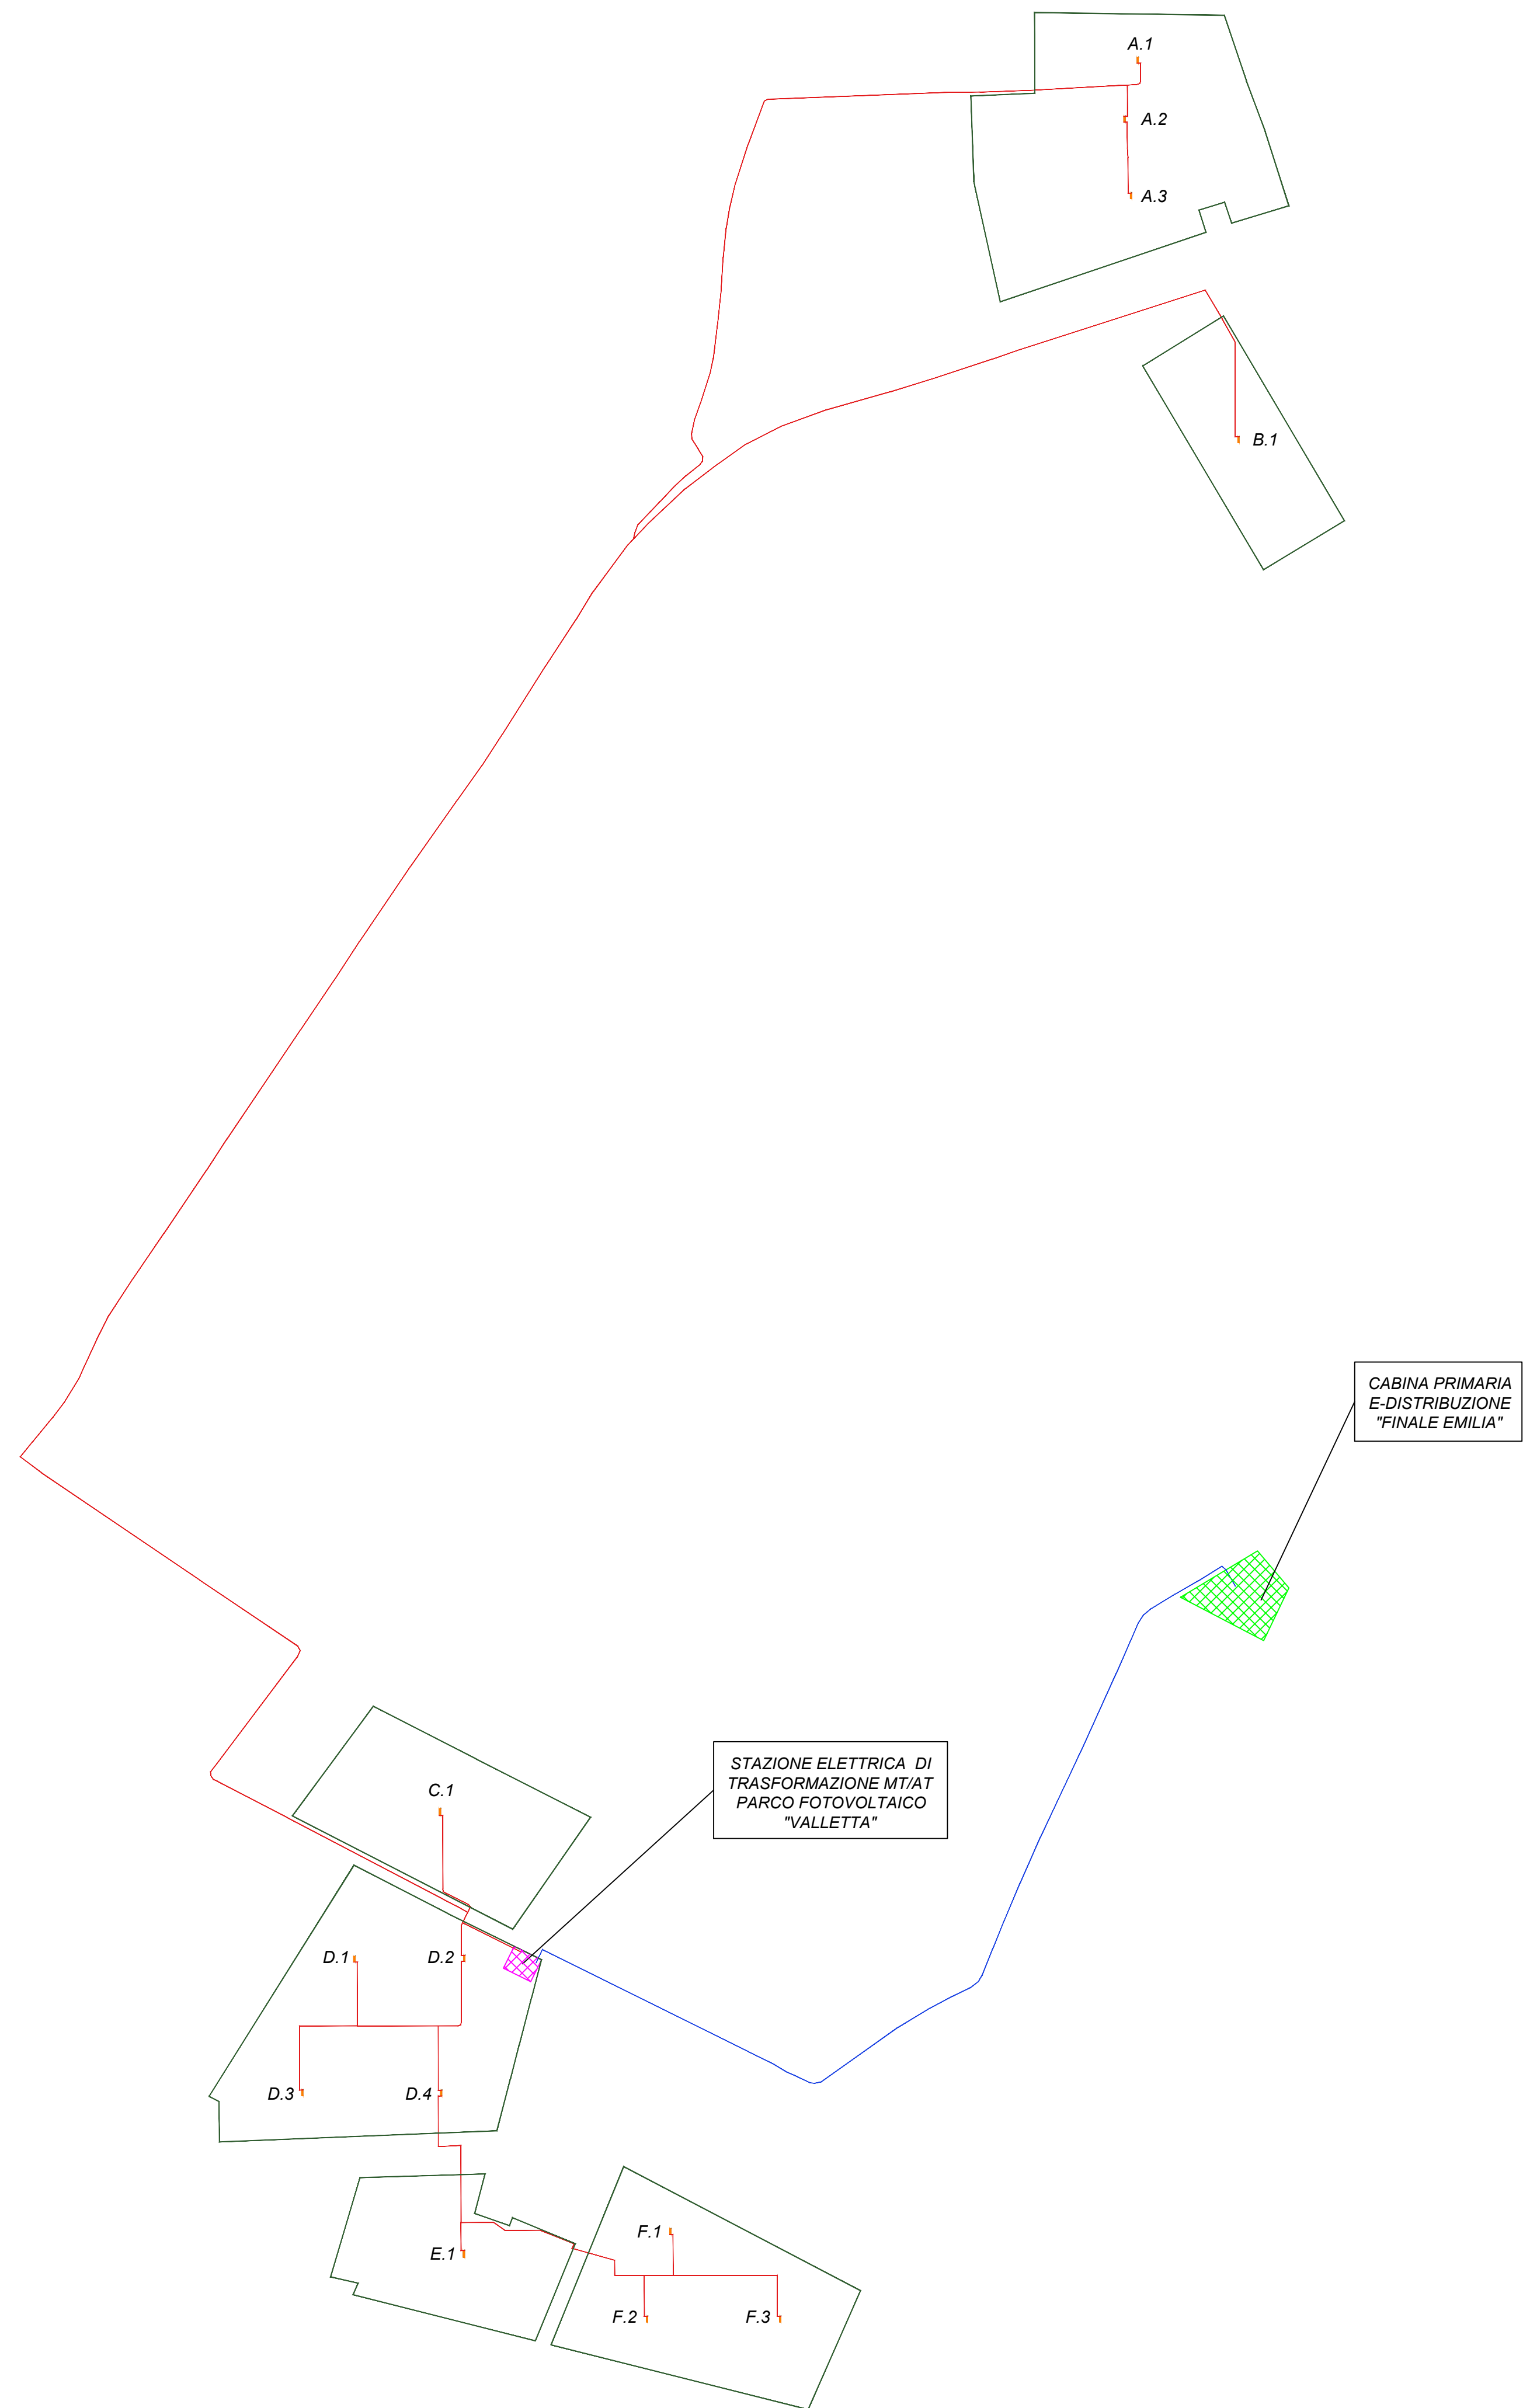 A.1
A.2
A.3
B.1
CABINA PRIMARIA
E-DISTRIBUZIONE
"FINALE EMILIA"
STAZIONE ELETTRICA DI
TRASFORMAZIONE MT/AT
PARCO FOTOVOLTAICO
"VALLETTA"
C.1
D.1
D.2
D.3
D.4
E.1
F.1
F.2
F.3